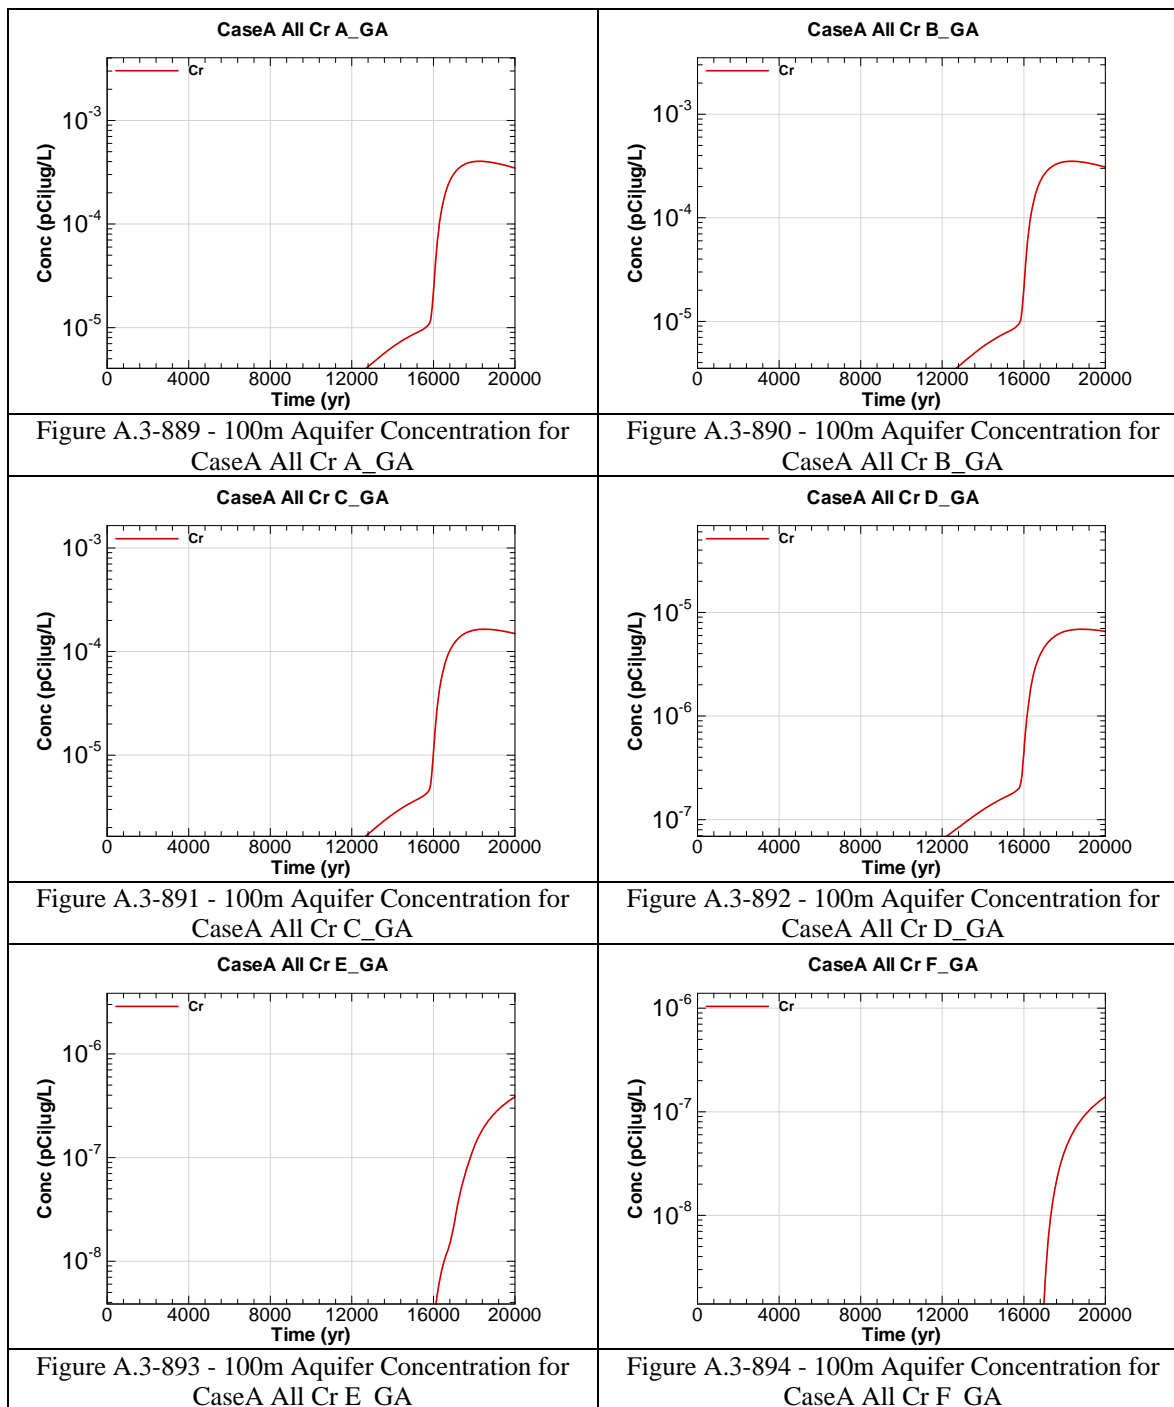 CaseA All Cr A_GA
Cr
10-3
10-4
10-5
Conc (pCi|ug/L)
0 4000 8000 12000 16000 20000
Time (yr)
Figure A.3-889 - 100m Aquifer Concentration for
CaseA All Cr A_GA
CaseA All Cr B_GA
Cr
10-3
10-4
10-5
Conc (pCi|ug/L)
0 4000 8000 12000 16000 20000
Time (yr)
Figure A.3-890 - 100m Aquifer Concentration for
CaseA All Cr B_GA
CaseA All Cr C_GA
Cr
10-3
10-4
10-5
Conc (pCi|ug/L)
0 4000 8000 12000 16000 20000
Time (yr)
Figure A.3-891 - 100m Aquifer Concentration for
CaseA All Cr C_GA
CaseA All Cr D_GA
Cr
10-5
10-6
10-7
Conc (pCi|ug/L)
0 4000 8000 12000 16000 20000
Time (yr)
Figure A.3-892 - 100m Aquifer Concentration for
CaseA All Cr D_GA
CaseA All Cr E_GA
Cr
10-6
10-7
10-8
Conc (pCi|ug/L)
0 4000 8000 12000 16000 20000
Time (yr)
Figure A.3-893 - 100m Aquifer Concentration for
CaseA All Cr E_GA
CaseA All Cr F_GA
Cr
10-6
10-7
10-8
Conc (pCi|ug/L)
0 4000 8000 12000 16000 20000
Time (yr)
Figure A.3-894 - 100m Aquifer Concentration for
CaseA All Cr F_GA